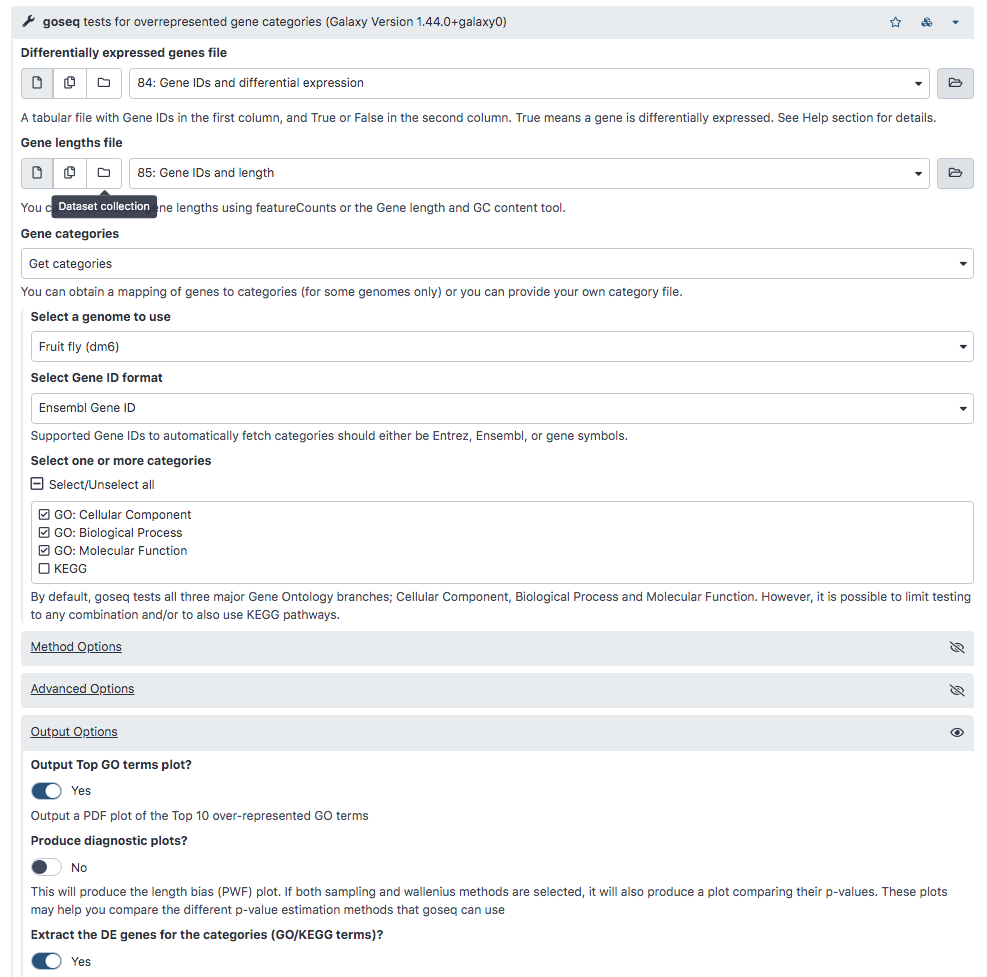 goseq tests for overrepresented gene categories (Galaxy Version 1.44.0+galaxy0)
Differentially expressed genes file
84: Gene IDs and differential expression
A tabular file with Gene IDs in the first column, and True or False in the second column. True means a gene is differentially expressed. See Help section for details.
Gene lengths file
85: Gene IDs and length
Dataset collection
You lengths using featureCounts or the Gene length and GC content tool.
Gene categories
Get categories
You can obtain a mapping of genes to categories (for some genomes only) or you can provide your own category file.
Select a genome to use
Fruit fly (dm6)
Select Gene ID format
Ensembl Gene ID
Supported Gene IDs to automatically fetch categories should either be Entrez, Ensembl, or gene symbols.
Select one or more categories
Select/Unselect all
GO: Cellular Component
GO: Biological Process
GO: Molecular Function
KEGG
By default, goseq tests all three major Gene Ontology branches; Cellular Component, Biological Process and Molecular Function. However, it is possible to limit testing
to any combination and/or to also use KEGG pathways.
Method Options
Advanced Options
Output Options
Output Top GO terms plot?
Yes
Output a PDF plot of the Top 10 over-represented GO terms
Produce diagnostic plots?
No
This will produce the length bias (PWF) plot. If both sampling and wallenius methods are selected, it will also produce a plot comparing their p-values. These plots
may help you compare the different p-value estimation methods that goseq can use
Extract the DE genes for the categories (GO/KEGG terms)?
Yes